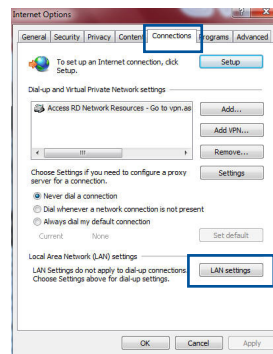 Internet Options
General Security Privacy Content Connections Programs Advanced
To set up an Internet connection, click Setup.
Setup
Dial-up and Virtual Private Network settings
Access RD Network Resources - Go to vpn.as
Add...
Add VPN...
Remove...
Choose Settings if you need to configure a proxy server for a connection.
Settings
Never dial a connection
Dial whenever a network connection is not present
Always dial my default connection
Current None
Set default
Local Area Network (LAN) settings
LAN Settings do not apply to dial-up connections. Choose Settings above for dial-up settings.
LAN settings
OK Cancel Apply